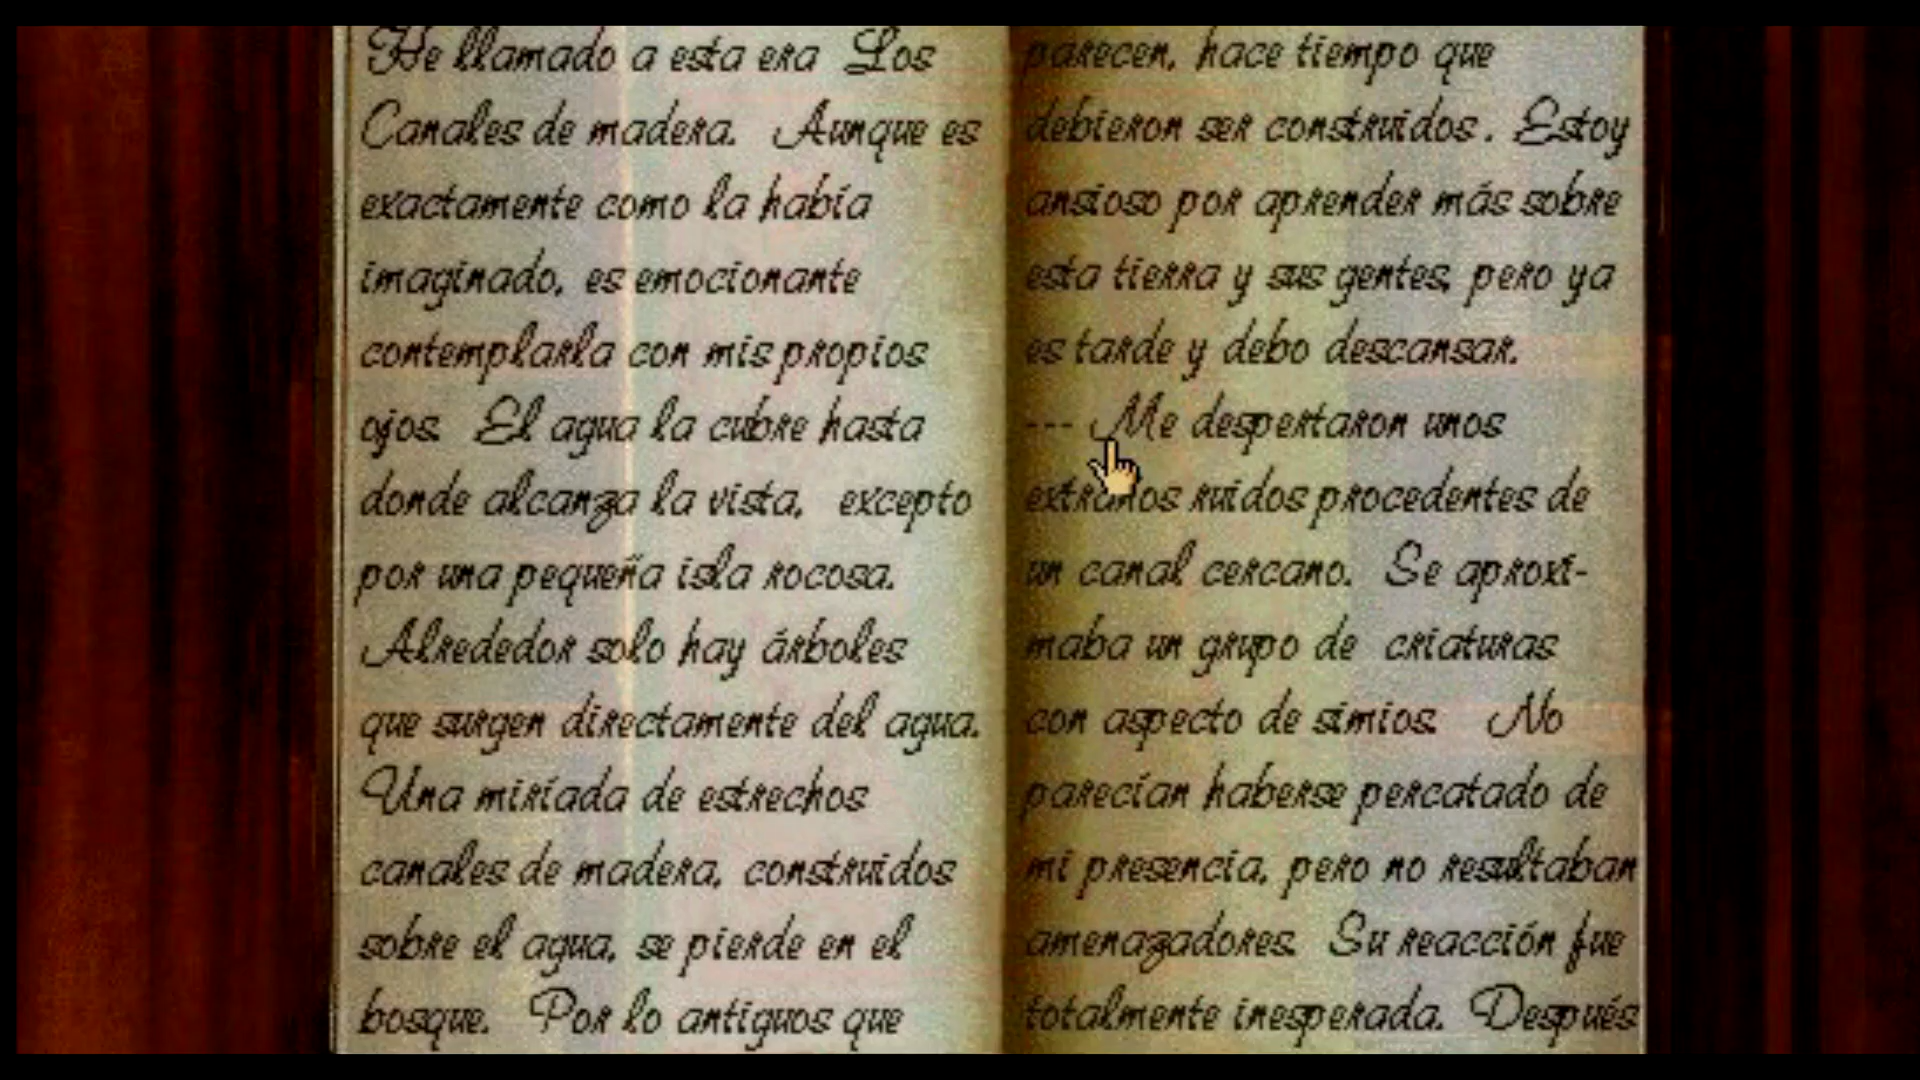 He llamado a esta era Los
Canales de madera. Aunque es
exactamente como la había
imaginado, es emocionante
contemplarla con mis propios
ojos. El agua la cubre hasta
donde alcanza la vista, excepto
por una pequeña isla rocosa.
Alrededor solo hay árboles
que surgen directamente del agua.
Una miríada de estrechos
canales de madera, construidos
sobre el agua, se pierde en el
bosque. Por lo antiguos que
parecen, hace tiempo que
debieron ser construidos. Estoy
ansioso por aprender más sobre
esta tierra y sus gentes, pero ya
es tarde y debo descansar.
--- Me despertaron unos
extraños ruidos procedentes de
un canal cercano. Se aproxi-
maba un grupo de criaturas
con aspecto de simios. No
parecían haberse percatado de
mi presencia, pero no resultaban
amenazadores. Su reacción fue
totalmente inesperada. Después